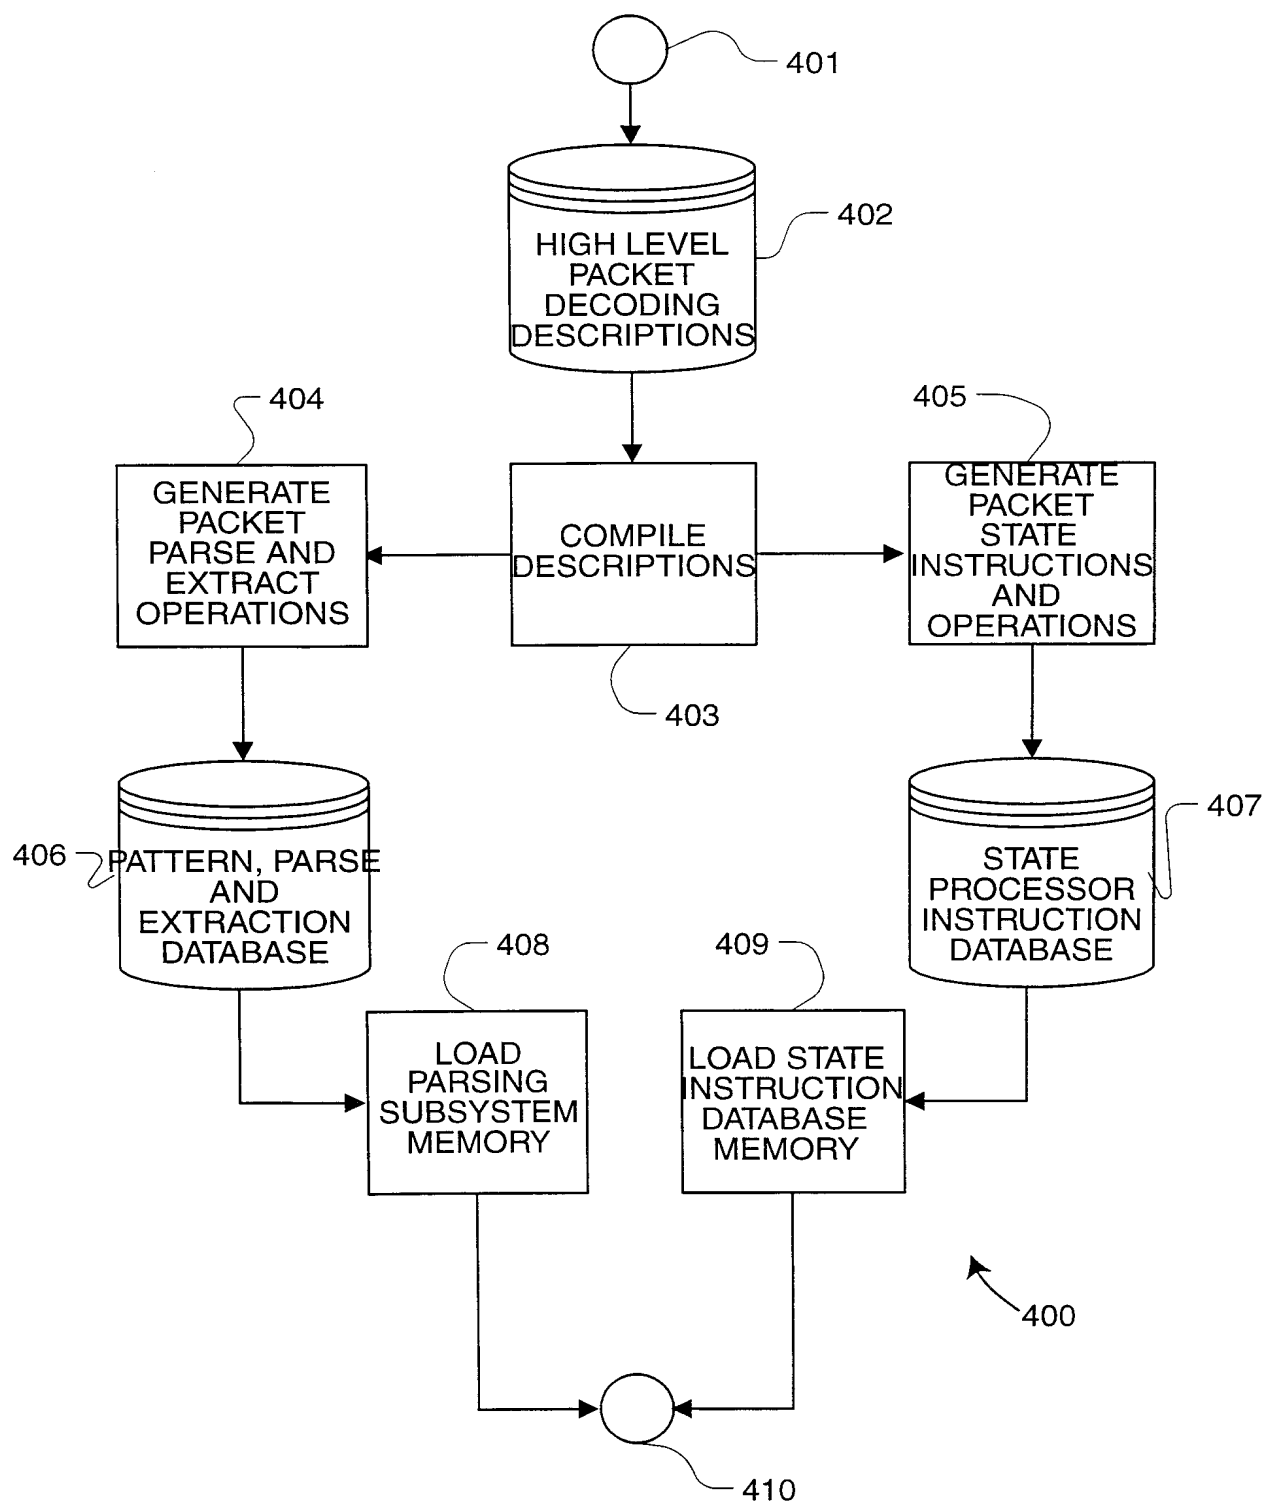 401
402
HIGH LEVEL
PACKET
DECODING
DESCRIPTIONS
404
405
GENERATE
PACKET
PARSE AND
EXTRACT
OPERATIONS
COMPILE
DESCRIPTIONS
GENERATE
PACKET
STATE
INSTRUCTIONS
AND
OPERATIONS
403
406
PATTERN, PARSE
AND
EXTRACTION
DATABASE
407
STATE
PROCESSOR
INSTRUCTION
DATABASE
408
409
LOAD
PARSING
SUBSYSTEM
MEMORY
LOAD STATE
INSTRUCTION
DATABASE
MEMORY
400
410